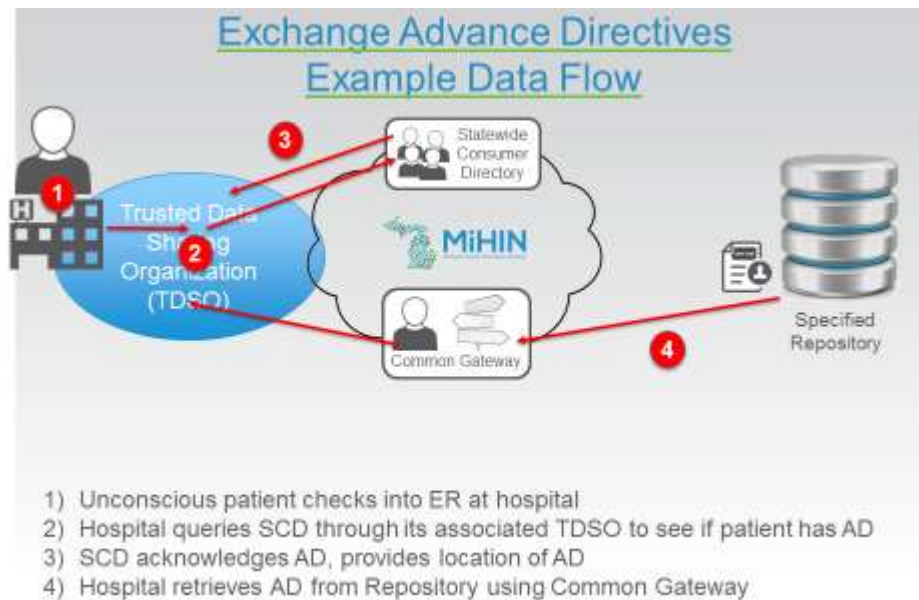 Exchange Advance Directives
Example Data Flow
3
Statewide
Consumer
Directory
1
H
Trusted Data
Sharing
Organization
(TDSO)
2
MiHIN
Common Gateway
4
Specified
Repository
1) Unconscious patient checks into ER at hospital
2) Hospital queries SCD through its associated TDSO to see if patient has AD
3) SCD acknowledges AD, provides location of AD
4) Hospital retrieves AD from Repository using Common Gateway